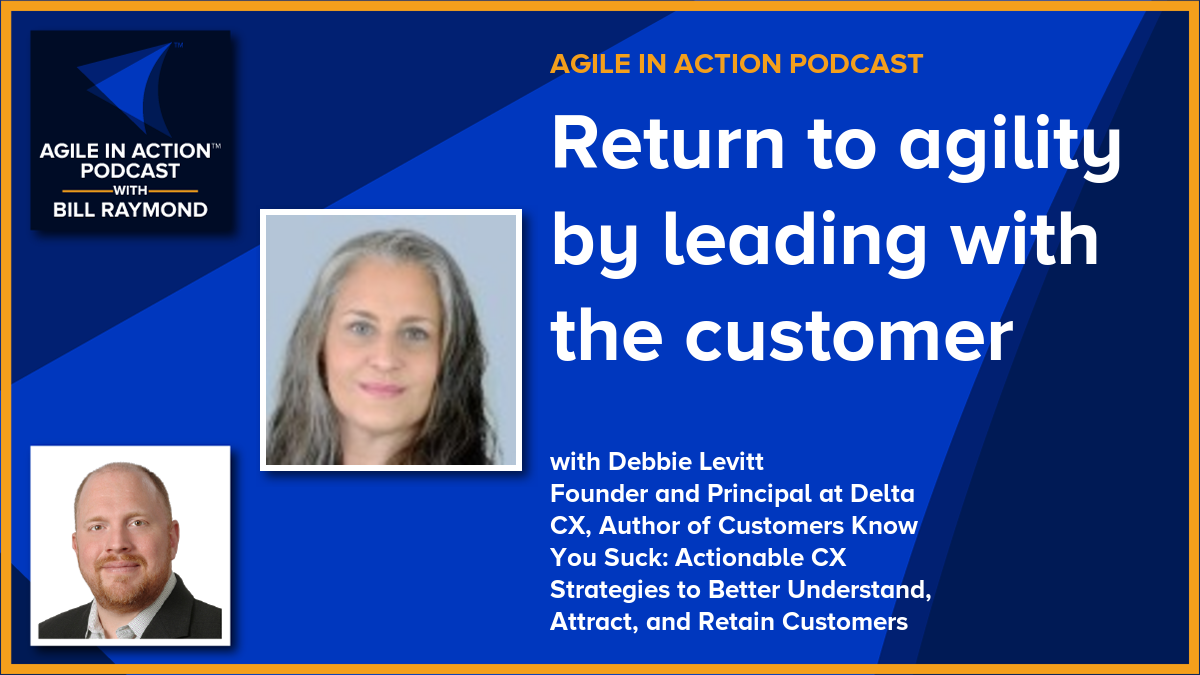 AGILE IN ACTION™
PODCAST
WITH
BILL RAYMOND
AGILE IN ACTION PODCAST
Return to agility
by leading with
the customer
with Debbie Levitt
Founder and Principal at Delta
CX, Author of Customers Know
You Suck: Actionable CX
Strategies to Better Understand,
Attract, and Retain Customers